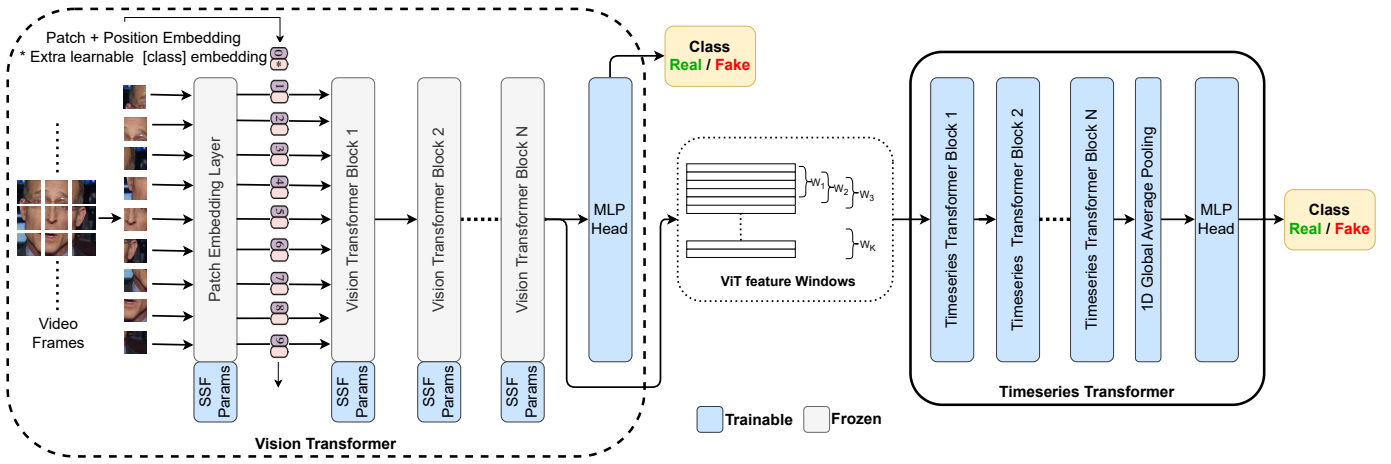 Patch + Position Embedding
* Extra learnable [class] embedding
0 *
1
2
3
4
5
6
7
8
9
Video
Frames
Patch Embedding Layer
SSF
Params
Vision Transformer Block 1
SSF
Params
Vision Transformer Block 2
SSF
Params
Vision Transformer Block N
SSF
Params
MLP
Head
Vision Transformer
Class
Real / Fake
W1
W2
W3
WK
ViT feature Windows
Trainable
Frozen
Timeseries Transformer Block 1
Timeseries Transformer Block 2
Timeseries Transformer Block N
1D Global Average Pooling
MLP
Head
Timeseries Transformer
Class
Real / Fake